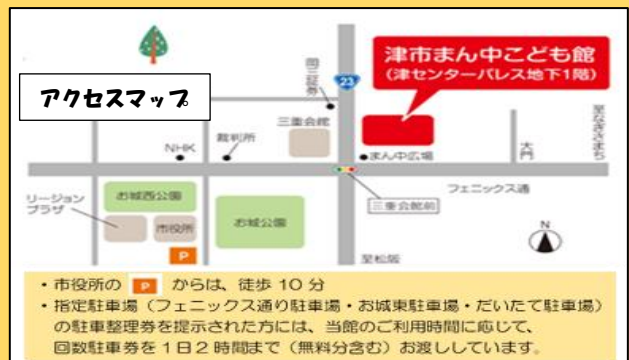 アクセスマップ
津市まん中こども館
(津センターパレス地下1階)
岡三証券
23
三重会館
裁判所
NHK
まん中広場
大門
至なぎさまち
フェニックス通
三重会館前
リージョン
プラザ
お城西公園
市役所
P
お城公園
至松阪
N
・市役所の P からは、徒歩 10 分
・指定駐車場（フェニックス通り駐車場・お城東駐車場・だいたて駐車場）
の駐車整理券を提示された方には、当館のご利用時間に応じて、
回数駐車券を1日2時間まで（無料分含む）お渡ししています。